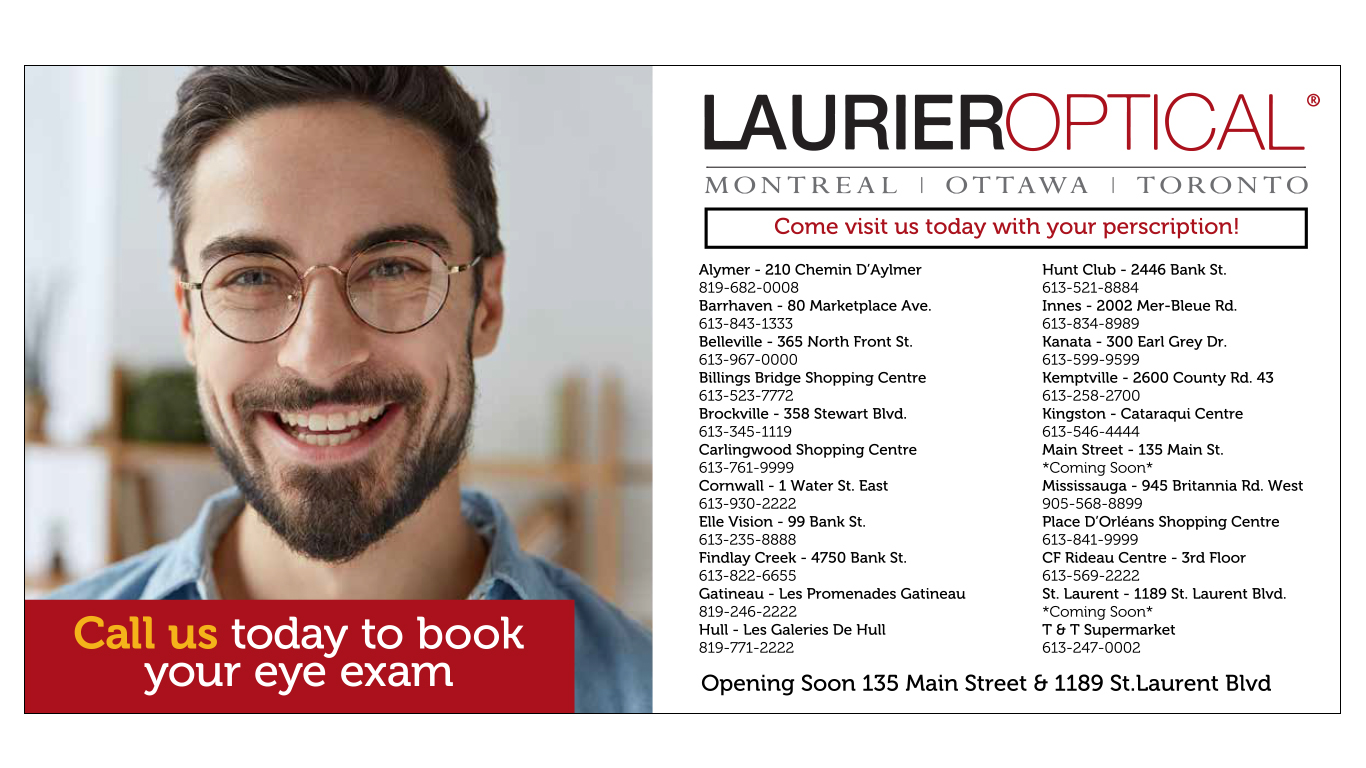 LAURIEROPTICAL®
MONTREAL | OTTAWA | TORONTO
Come visit us today with your perscription!
Alymer - 210 Chemin D'Aylmer
819-682-0008
Barrhaven - 80 Marketplace Ave.
613-843-1333
Belleville - 365 North Front St.
613-967-0000
Billings Bridge Shopping Centre
613-523-7772
Brockville - 358 Stewart Blvd.
613-345-1119
Carlingwood Shopping Centre
613-761-9999
Cornwall - 1 Water St. East
613-930-2222
Elle Vision - 99 Bank St.
613-235-8888
Findlay Creek - 4750 Bank St.
613-822-6655
Gatineau - Les Promenades Gatineau
819-246-2222
Hull - Les Galeries De Hull
819-771-2222
Hunt Club - 2446 Bank St.
613-521-8884
Innes - 2002 Mer-Bleue Rd.
613-834-8989
Kanata - 300 Earl Grey Dr.
613-599-9599
Kemptville - 2600 County Rd. 43
613-258-2700
Kingston - Cataraqui Centre
613-546-4444
Main Street - 135 Main St.
*Coming Soon*
Mississauga - 945 Britannia Rd. West
905-568-8899
Place D'Orléans Shopping Centre
613-841-9999
CF Rideau Centre - 3rd Floor
613-569-2222
St. Laurent - 1189 St. Laurent Blvd.
*Coming Soon*
T & T Supermarket
613-247-0002
Opening Soon 135 Main Street & 1189 St.Laurent Blvd
Call us today to book
your eye exam